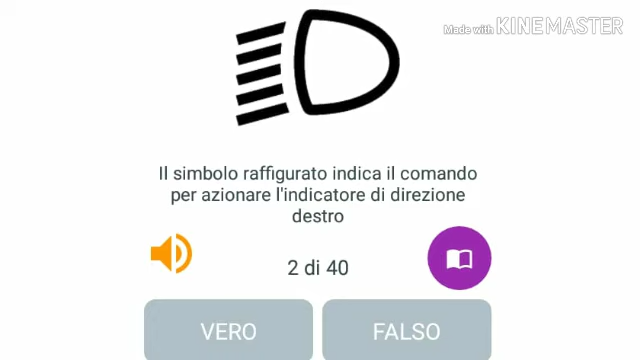 Made with KINEMASTER
Il simbolo raffigurato indica il comando
per azionare l'indicatore di direzione
destro
2 di 40
VERO
FALSO